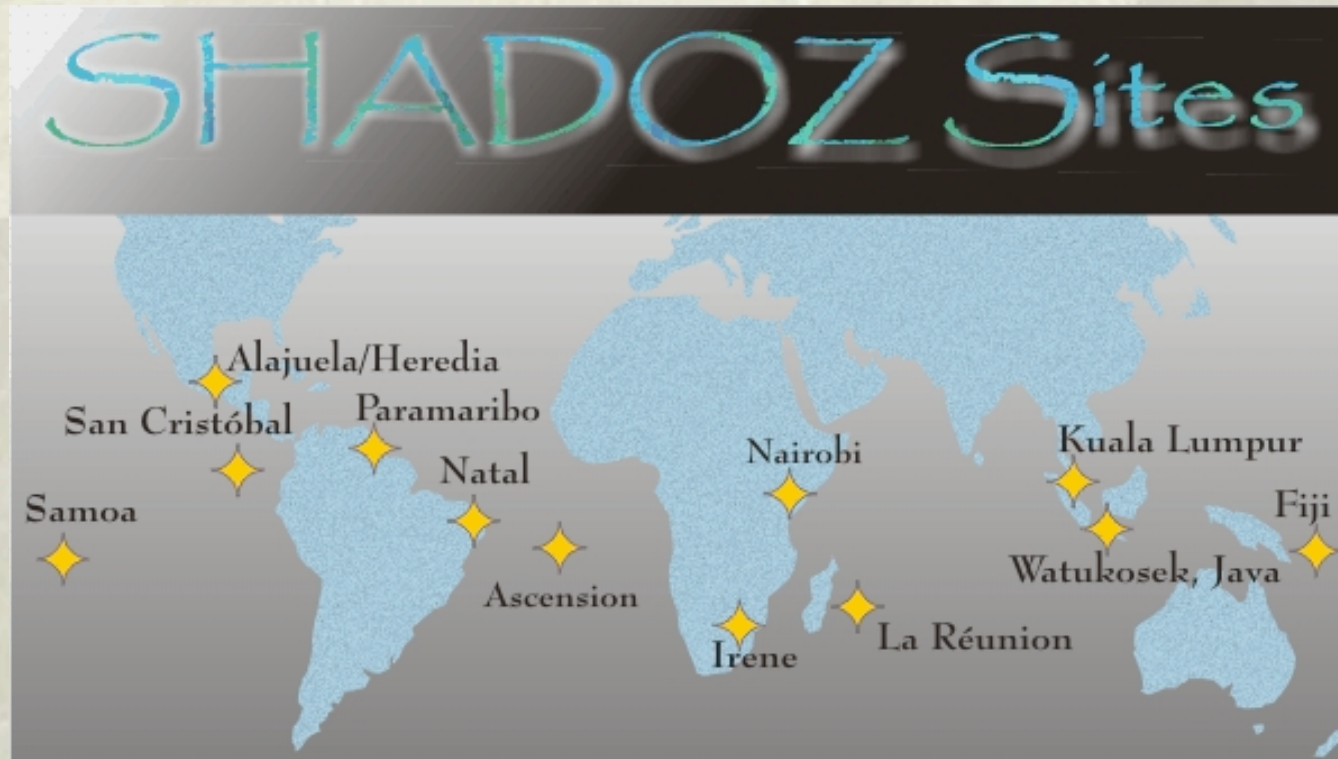 SHADOZ Sites
Alajuela/Heredia
San Cristóbal
Paramaribo
Natal
Samoa
Ascension
Nairobi
Irene
La Réunion
Kuala Lumpur
Fiji
Watukosek, Java